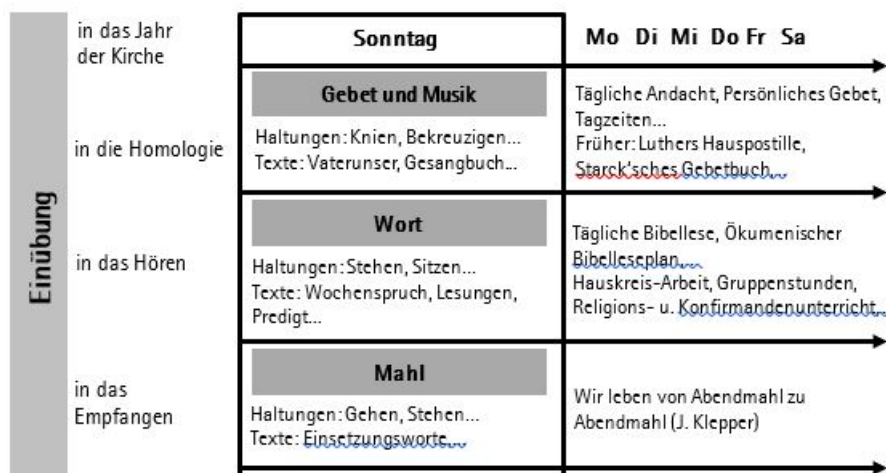 Einübung
in das Jahr
der Kirche
Sonntag
Mo Di Mi Do Fr Sa
in die Homologie
Gebet und Musik
Haltungen: Knien, Bekreuzigen...
Texte: Vaterunser, Gesangbuch...
Tägliche Andacht, Persönliches Gebet,
Tagzeiten...
Früher: Luthers Hauspostille,
Starck'sches Gebetbuch,...
in das Hören
Wort
Haltungen: Stehen, Sitzen...
Texte: Wochenspruch, Lesungen,
Predigt...
Tägliche Bibellese, Ökumenischer
Bibelleseplan,...
Hauskreis-Arbeit, Gruppenstunden,
Religions- u. Konfirmandenunterricht,..
in das
Empfangen
Mahl
Haltungen: Gehen, Stehen...
Texte: Einsetzungsworte,...
Wir leben von Abendmahl zu
Abendmahl (J. Klepper)